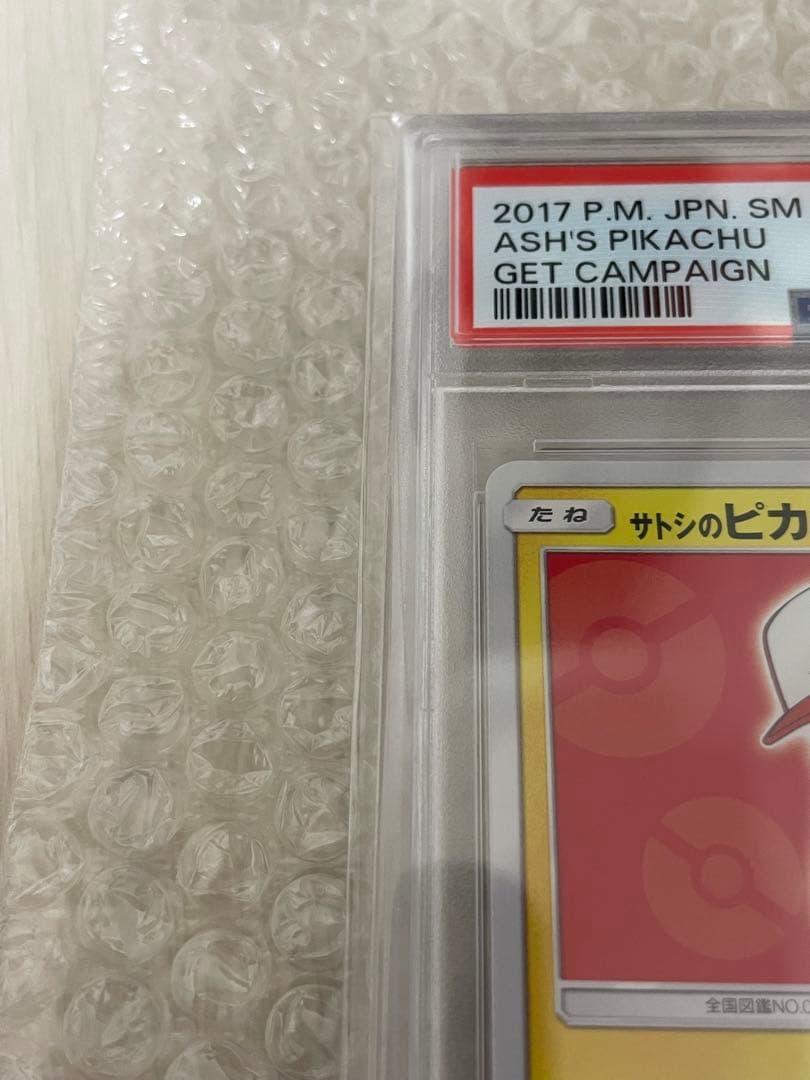 2017 P.M. JPN. SM
ASH'S PIKACHU
GET CAMPAIGN
たね サトシのピカ
全国図鑑NO.0